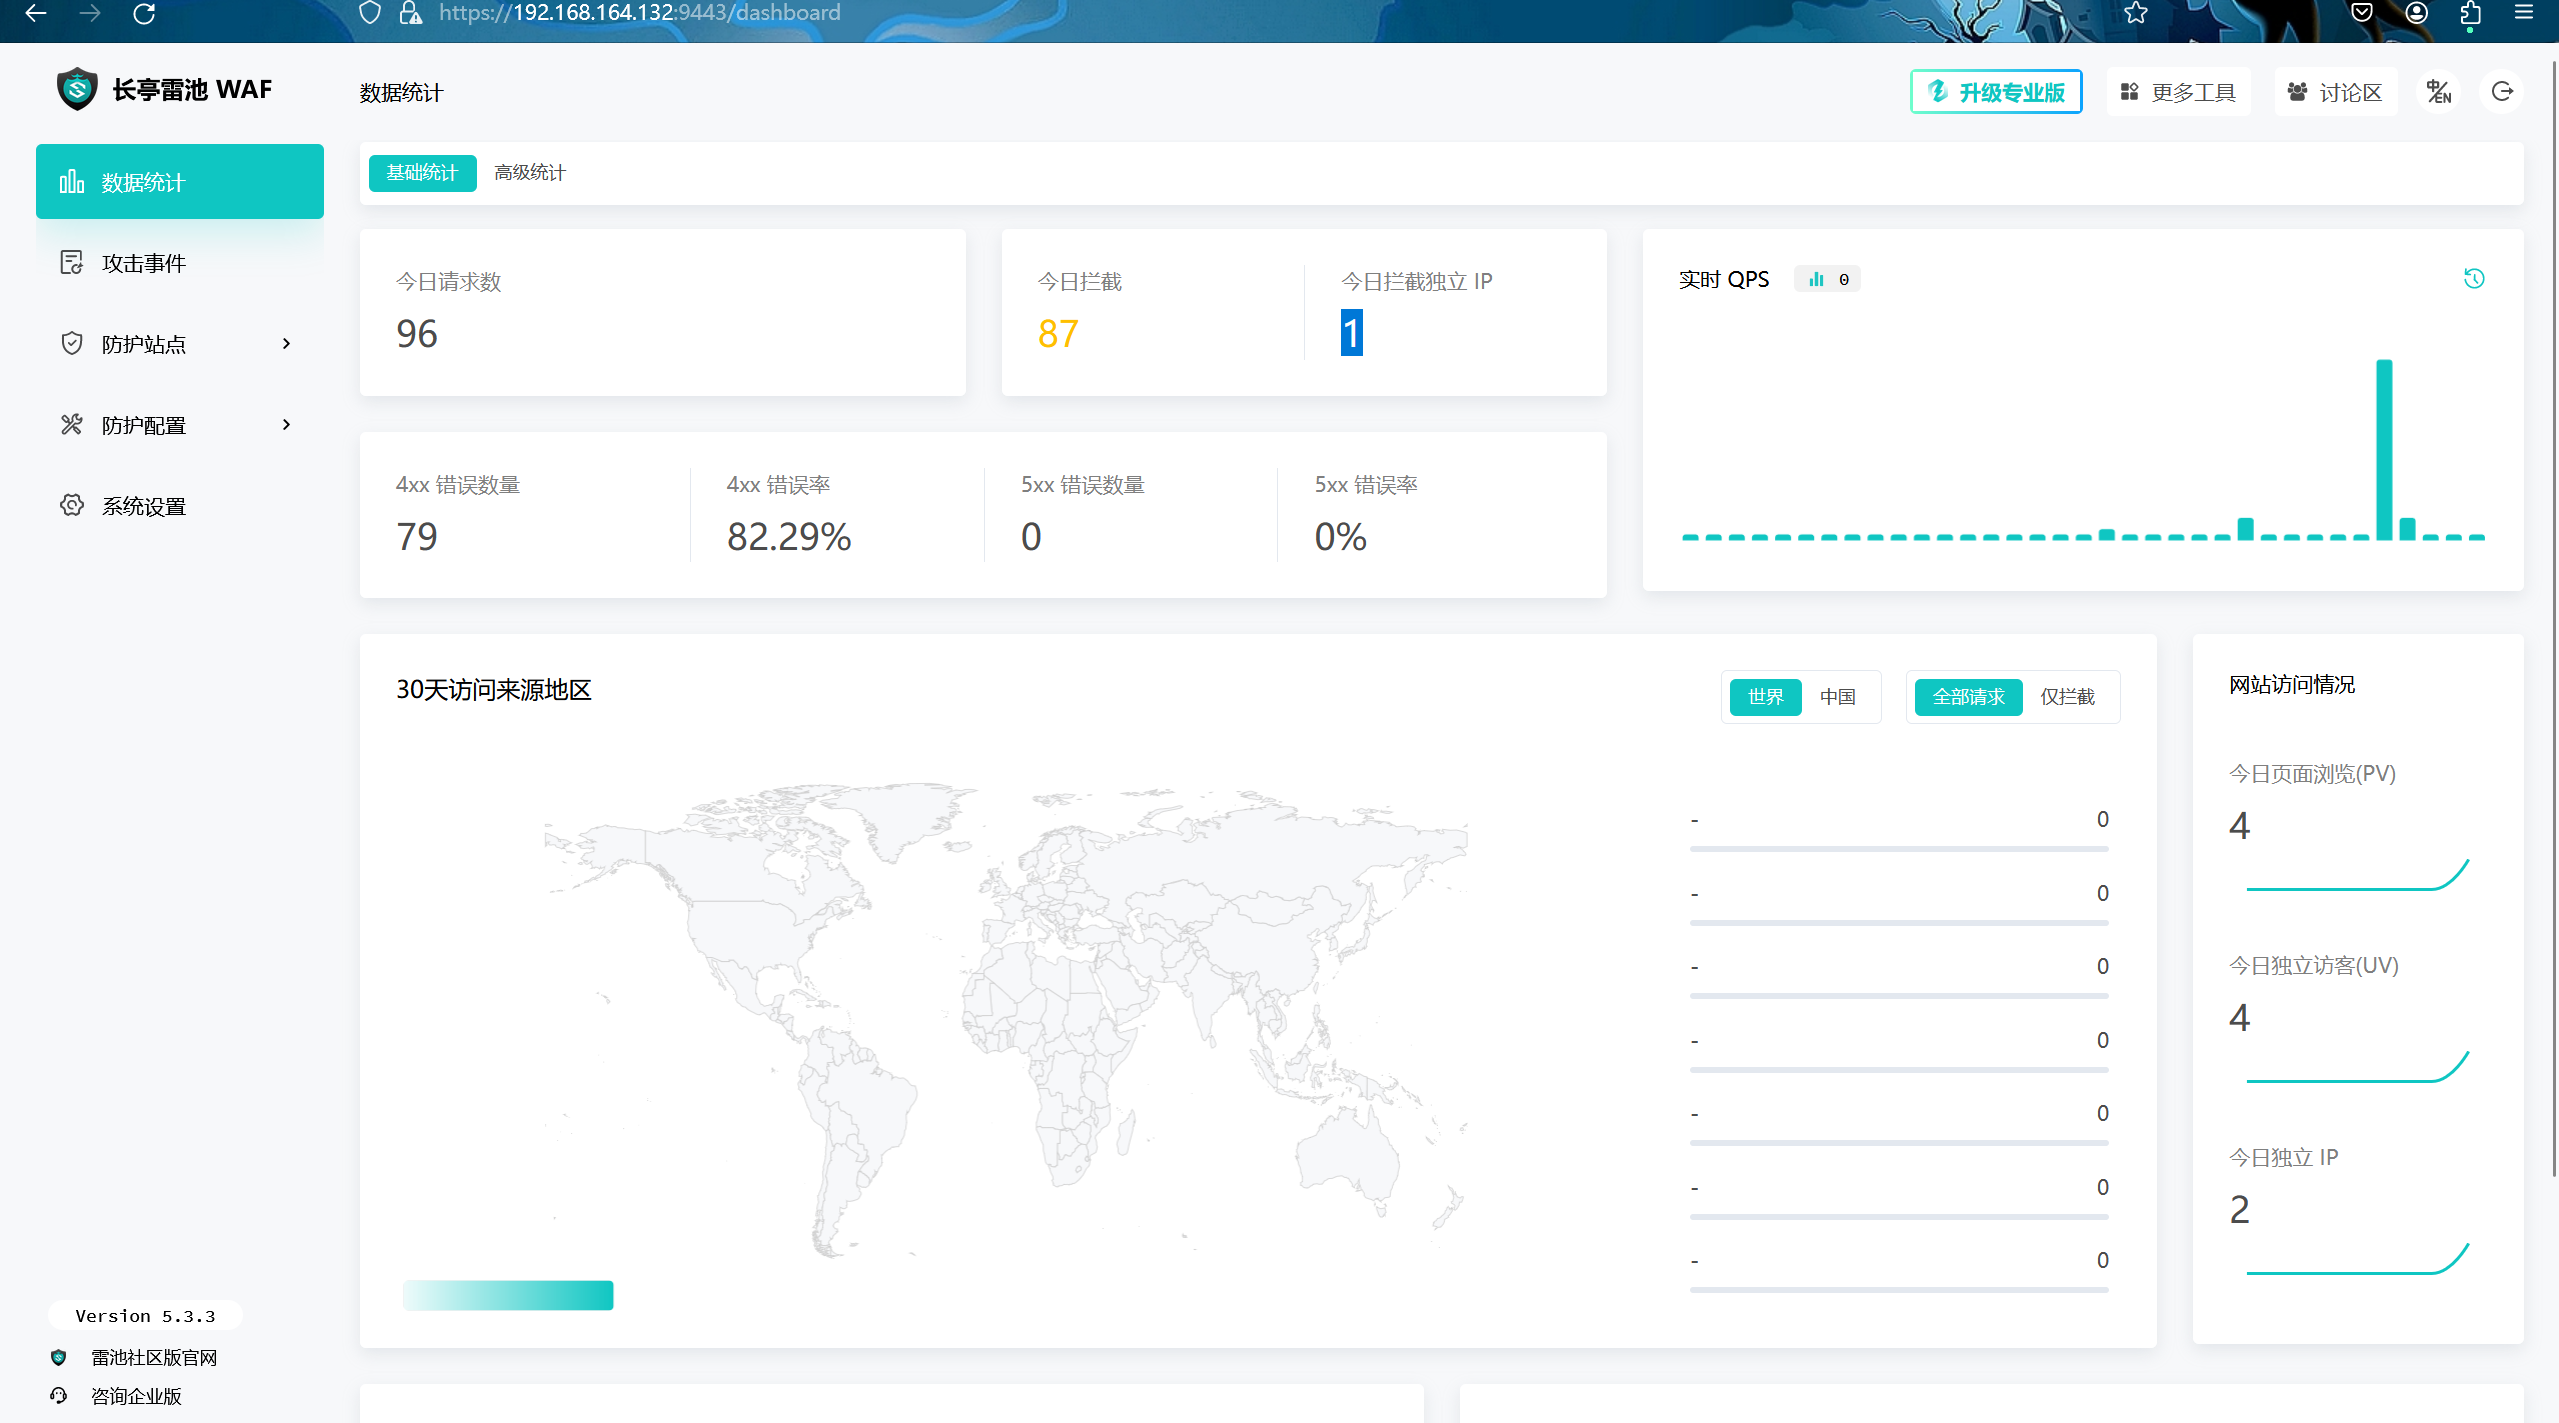 https://192.168.164.132:9443/dashboard
长亭雷池 WAF
数据统计
升级专业版
更多工具
讨论区
中/EN
数据统计
攻击事件
防护站点
防护配置
系统设置
基础统计 高级统计
今日请求数
96
今日拦截
87
今日拦截独立 IP
1
实时 QPS 0
4xx 错误数量
79
4xx 错误率
82.29%
5xx 错误数量
0
5xx 错误率
0%
30天访问来源地区
世界 中国
全部请求 仅拦截
- 0
- 0
- 0
- 0
- 0
- 0
- 0
网站访问情况
今日页面浏览(PV)
4
今日独立访客(UV)
4
今日独立 IP
2
Version 5.3.3
雷池社区版官网
咨询企业版